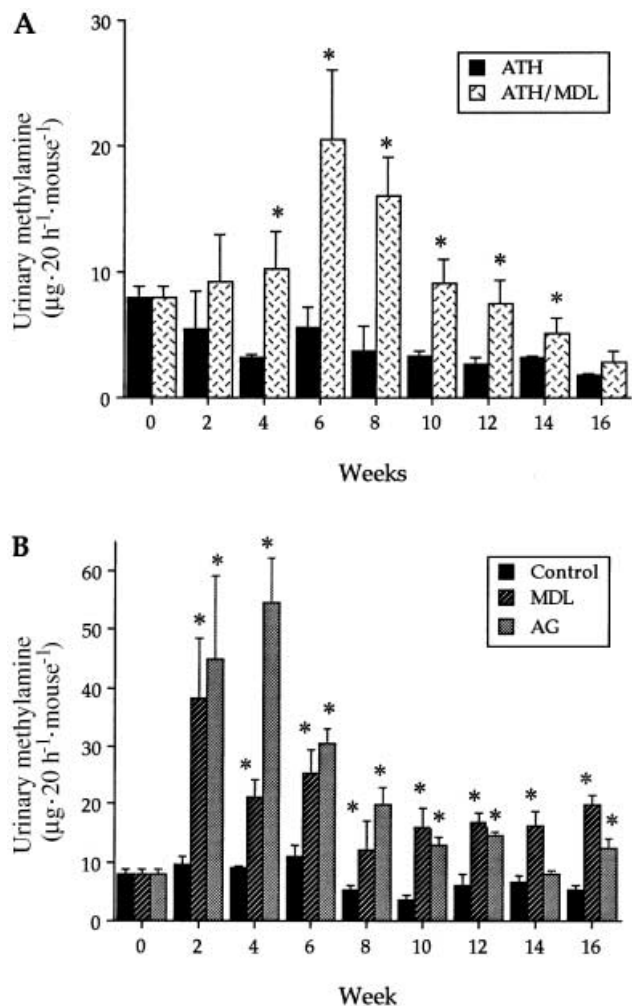 A
30
20
10
0
Urinary methylamine
(µg·20 h⁻¹·mouse⁻¹)
ATH
ATH/MDL
* * * * * *
0 2 4 6 8 10 12 14 16
Weeks
B
60
50
40
30
20
10
0
Urinary methylamine
(µg·20 h⁻¹·mouse⁻¹)
Control
MDL
AG
* * * * * * * * * * * * * * *
0 2 4 6 8 10 12 14 16
Week